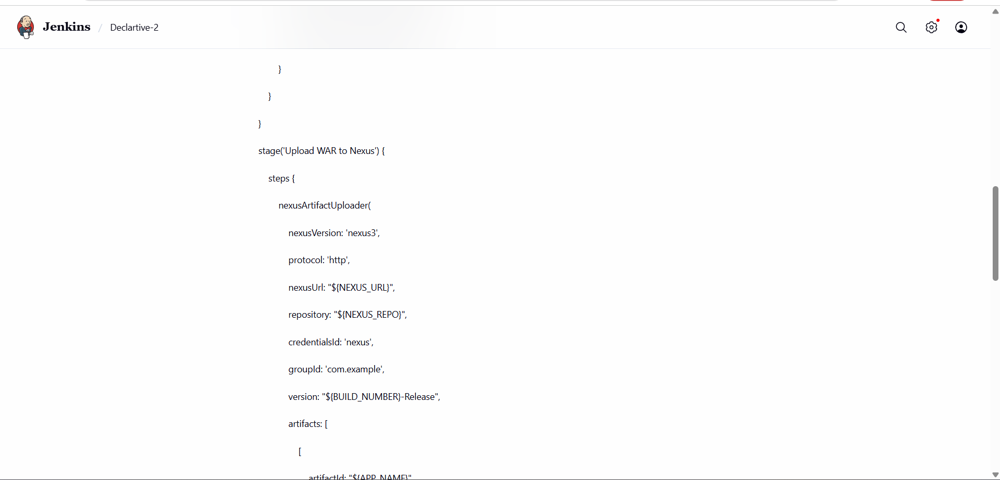 Jenkins / Declartive-2
}
}
}
stage('Upload WAR to Nexus') {
steps {
nexusArtifactUploader(
nexusVersion: 'nexus3',
protocol: 'http',
nexusUrl: "${NEXUS_URL}",
repository: "${NEXUS_REPO}",
credentialsId: 'nexus',
groupId: 'com.example',
version: "${BUILD_NUMBER}-Release",
artifacts: [
[
artifactId: "${APP_NAME}"